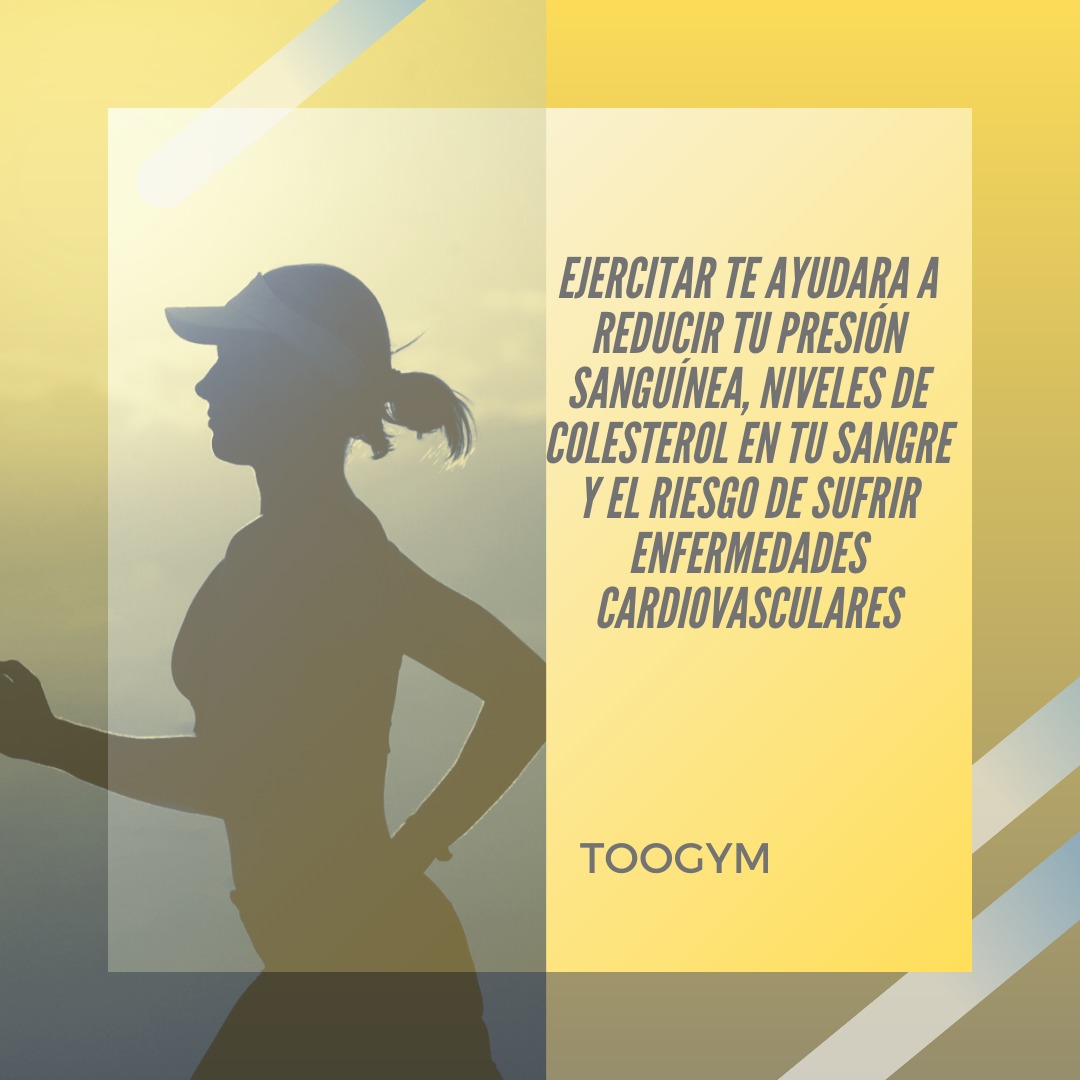 EJERCITAR TE AYUDARA A
REDUCIR TU PRESIÓN
SANGUÍNEA, NIVELES DE
COLESTEROL EN TU SANGRE
Y EL RIESGO DE SUFRIR
ENFERMEDADES
CARDIOVASCULARES
TOOGYM